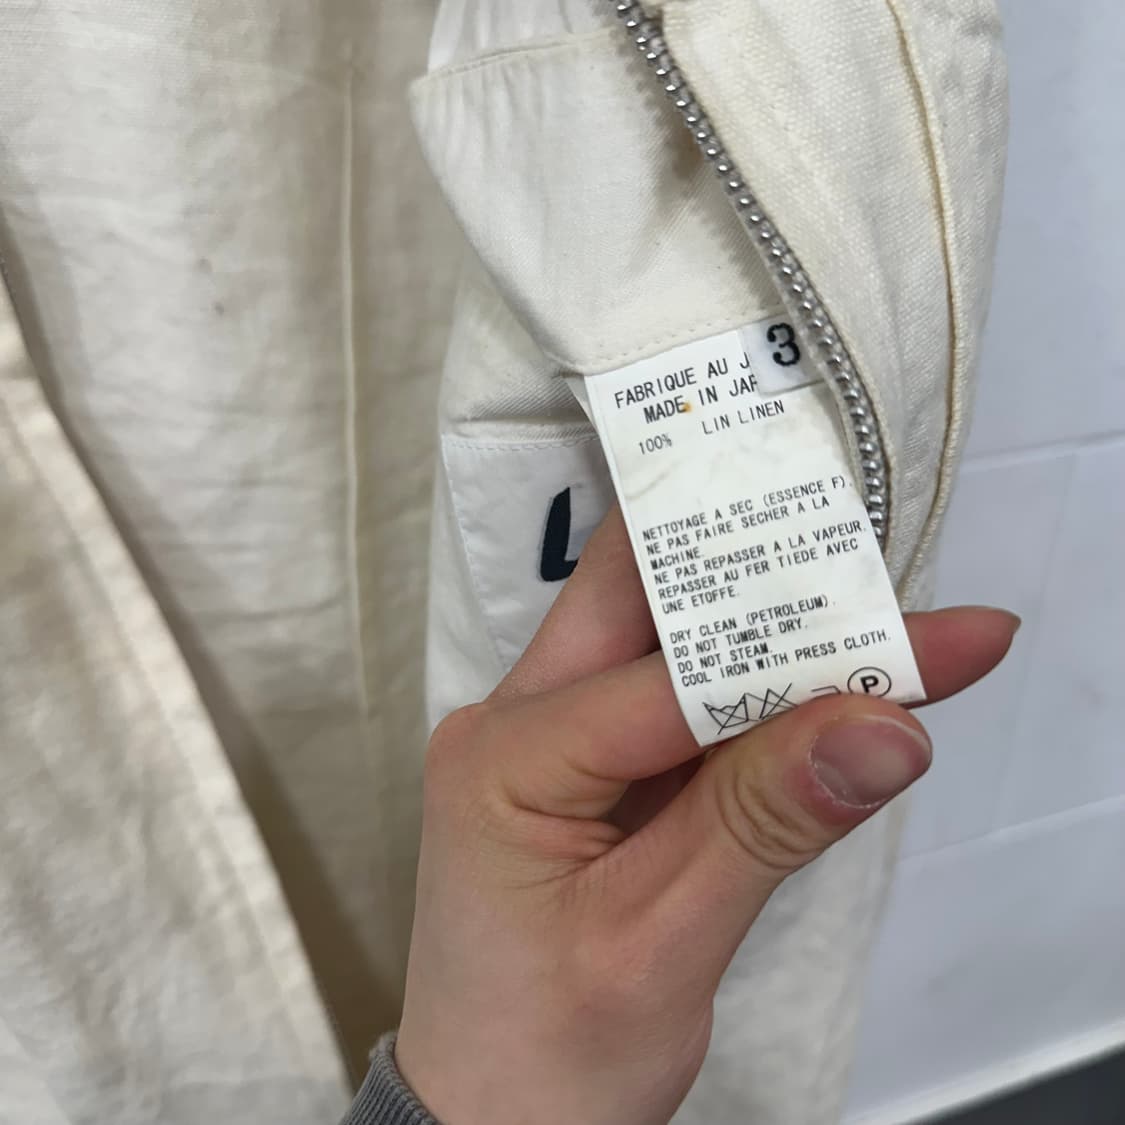 3
FABRIQUE AU J
MADE IN JAP
100% LIN LINEN
NETTOYAGE A SEC (ESSENCE F).
NE PAS FAIRE SECHER A LA
MACHINE.
NE PAS REPASSER A LA VAPEUR.
REPASSER AU FER TIEDE AVEC
UNE ETOFFE.
DRY CLEAN (PETROLEUM).
DO NOT TUMBLE DRY.
DO NOT STEAM.
COOL IRON WITH PRESS CLOTH.
P